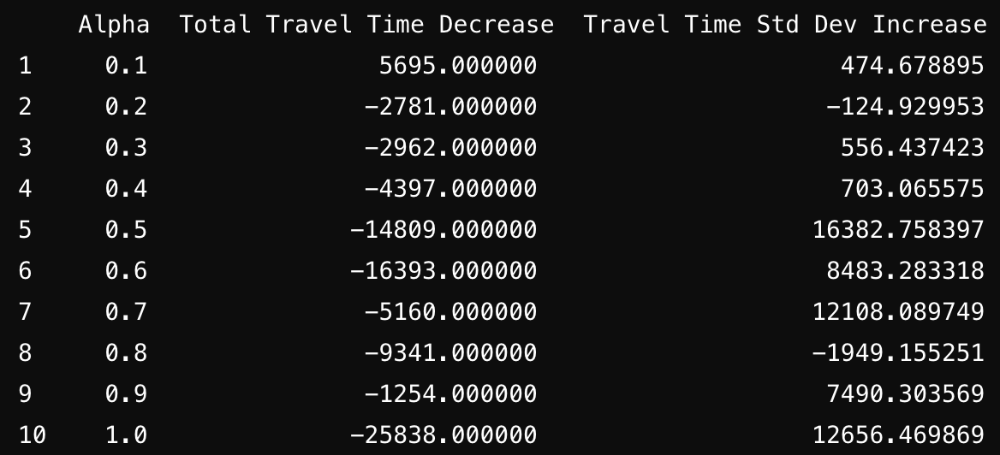 Alpha Total Travel Time Decrease Travel Time Std Dev Increase
1 0.1 5695.000000 474.678895
2 0.2 −2781.000000 −124.929953
3 0.3 −2962.000000 556.437423
4 0.4 −4397.000000 703.065575
5 0.5 −14809.000000 16382.758397
6 0.6 −16393.000000 8483.283318
7 0.7 −5160.000000 12108.089749
8 0.8 −9341.000000 −1949.155251
9 0.9 −1254.000000 7490.303569
10 1.0 −25838.000000 12656.469869